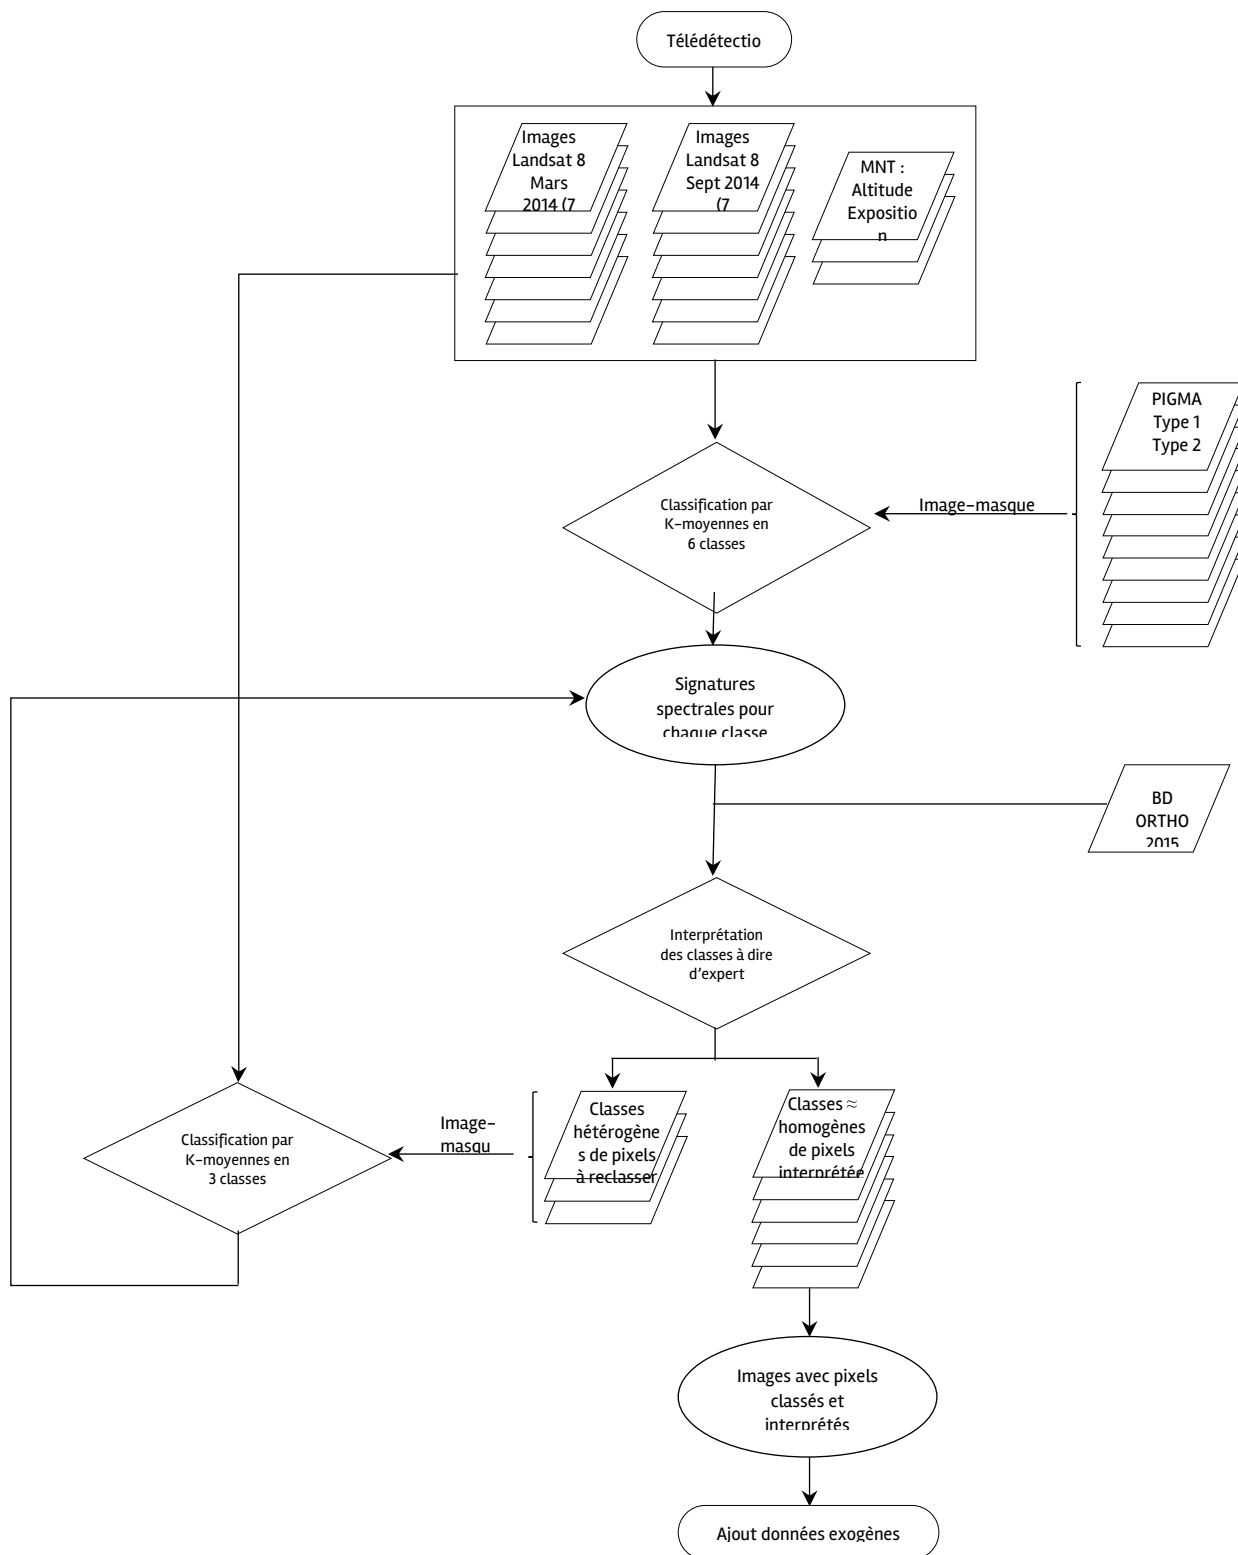 Télédétectio
Images
Landsat 8
Mars
2014 (7
Images
Landsat 8
Sept 2014
(7
MNT :
Altitude
Expositio
n
PIGMA
Type 1
Type 2
Classification par
K-moyennes en
6 classes
Image-masque
Signatures
spectrales pour
chaque classe
BD
ORTHO
2015
Interprétation
des classes à dire
d'expert
Classes
hétérogène
s de pixels
à reclasser
Classes ≈
homogènes
de pixels
interprétée
Image-
masqu
Classification par
K-moyennes en
3 classes
Images avec pixels
classés et
interprétés
Ajout données exogènes